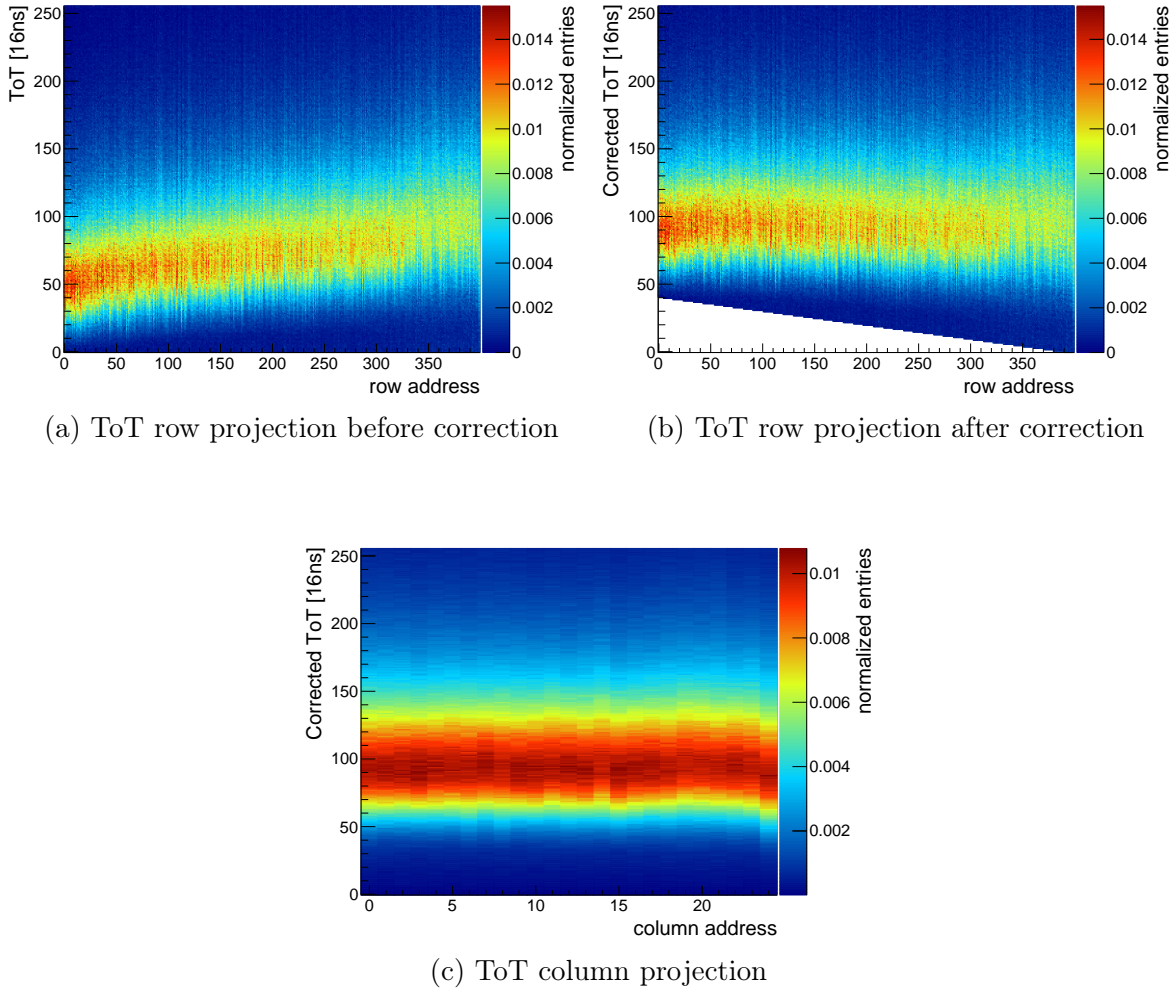 ToT [16ns]
250
200
150
100
50
0
0 50 100 150 200 250 300 350
row address
0.014
0.012
0.01
0.008
0.006
0.004
0.002
0
normalized entries
(a) ToT row projection before correction
Corrected ToT [16ns]
250
200
150
100
50
0
0 50 100 150 200 250 300 350
row address
0.014
0.012
0.01
0.008
0.006
0.004
0.002
0
normalized entries
(b) ToT row projection after correction
Corrected ToT [16ns]
250
200
150
100
50
0
0 5 10 15 20
column address
0.01
0.008
0.006
0.004
0.002
normalized entries
(c) ToT column projection